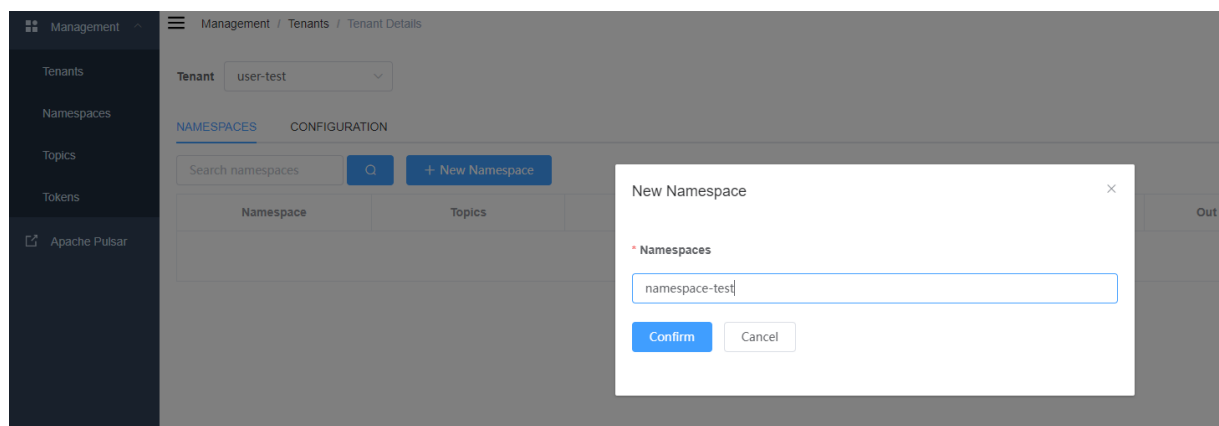 Management
Management / Tenants / Tenant Details
Tenants
Namespaces
Topics
Tokens
Apache Pulsar
Tenant user-test
NAMESPACES CONFIGURATION
Search namespaces + New Namespace
Namespace Topics Out
New Namespace
* Namespaces
namespace-test
Confirm Cancel